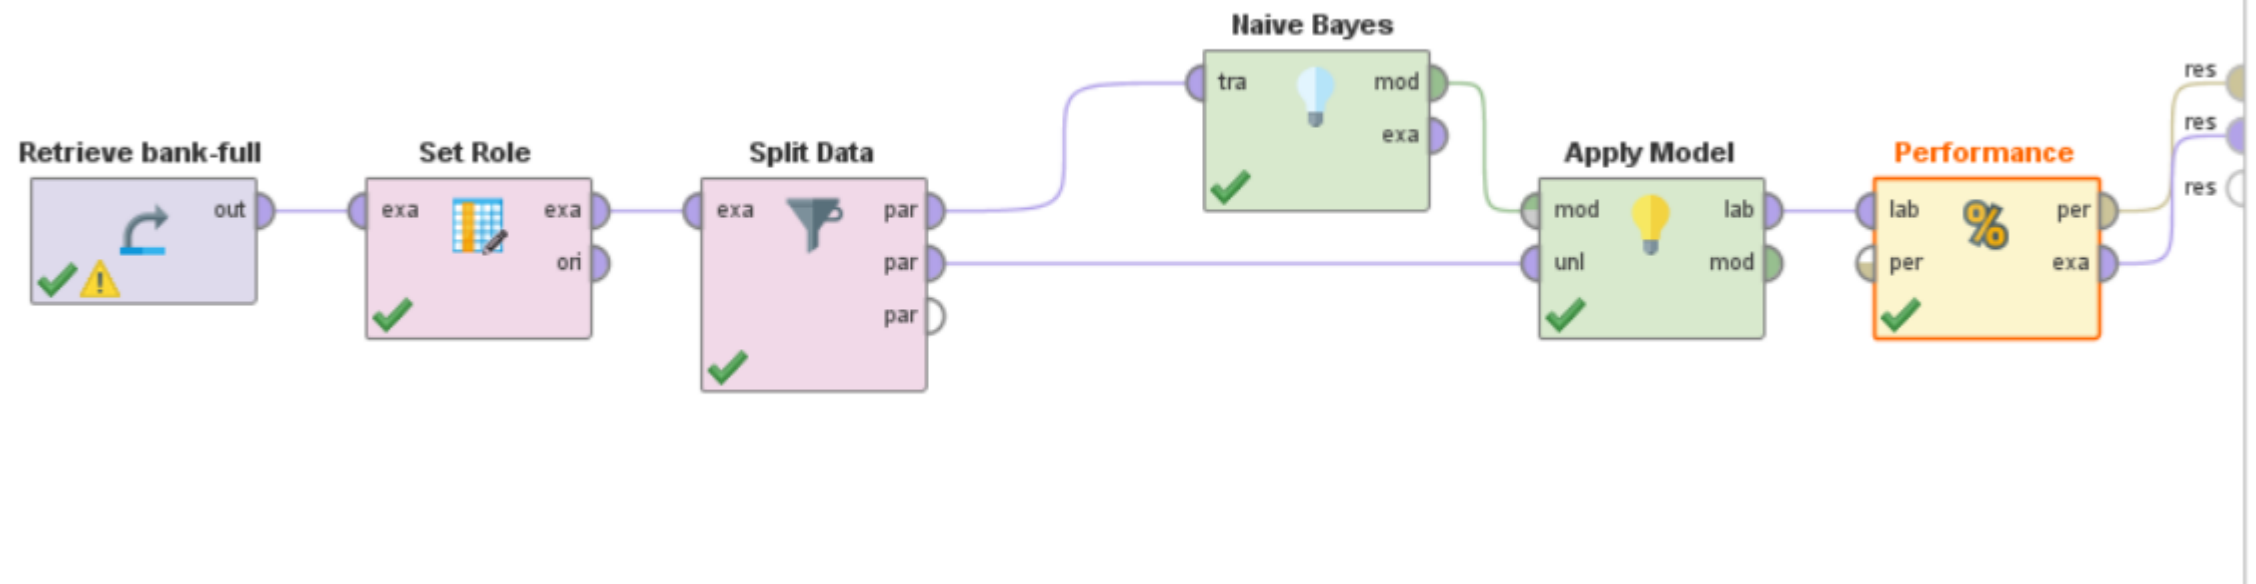 Naive Bayes
tra
mod
exa
Retrieve bank-full
out
Set Role
exa
exa
ori
Split Data
exa
par
par
par
Apply Model
mod
lab
unl
mod
Performance
%
lab
per
per
exa
res
res
res